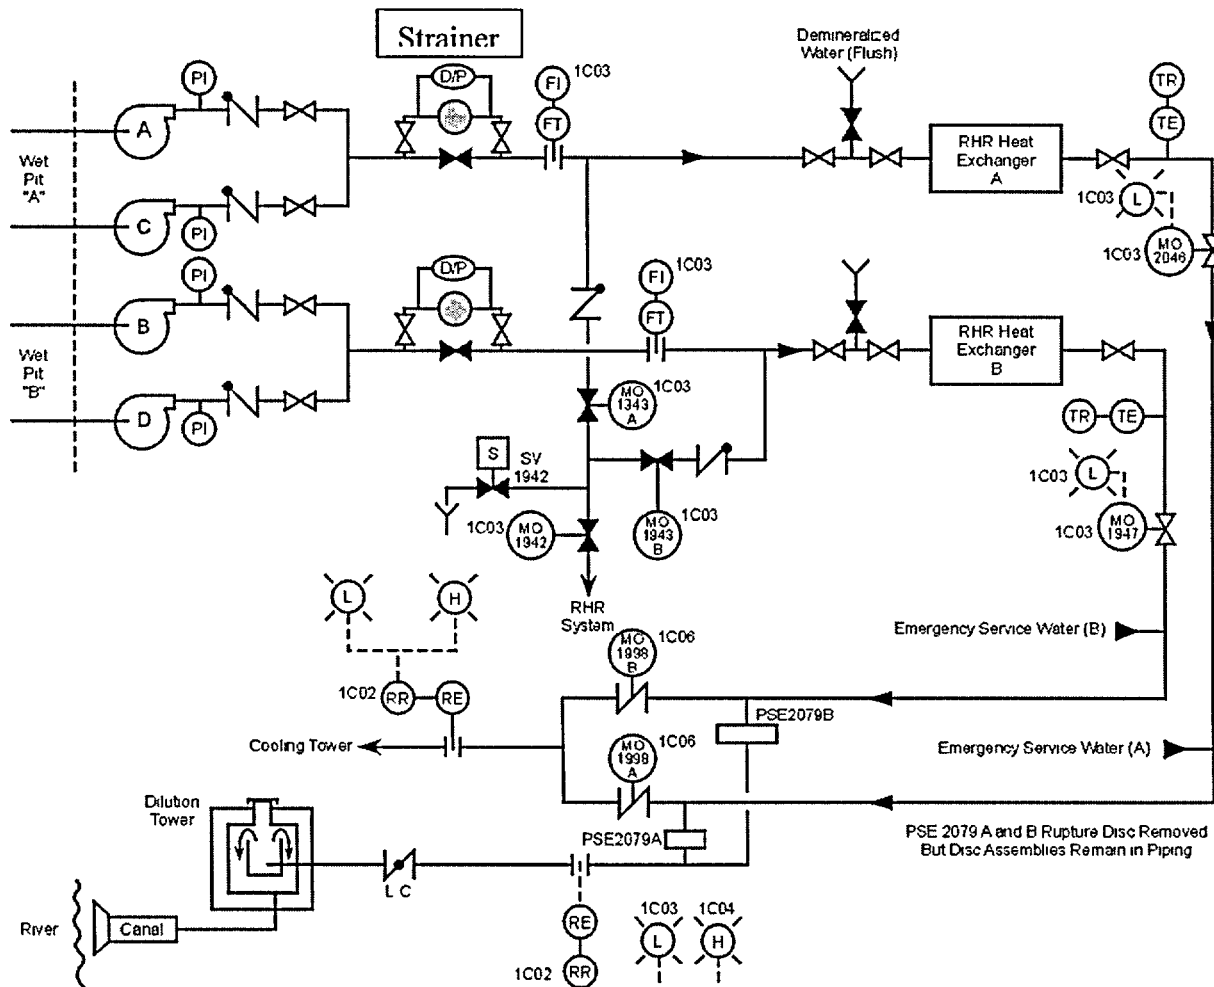 Strainer
Demineralized
Water (Flush)
D/P
FI
1C03
FT
PI
A
Wet
Pit
"A"
C
PI
RHR Heat
Exchanger
A
TR
TE
1C03
L
1C03
MO
2046
PI
B
Wet
Pit
"B"
D
PI
D/P
FI
1C03
FT
RHR Heat
Exchanger
B
MO
1343
A
1C03
S
SV
1942
1C03
MO
1942
MO
1943
B
1C03
RHR
System
TR
TE
1C03
L
1C03
MO
1947
Emergency Service Water (B)
L
H
1C02
RR
RE
MO
1998
B
1C06
PSE2079B
Cooling Tower
MO
1998
A
1C06
Emergency Service Water (A)
Dilution
Tower
PSE2079A
PSE 2079 A and B Rupture Disc Removed
But Disc Assemblies Remain in Piping
L C
River
Canal
RE
1C02
RR
1C03
L
1C04
H